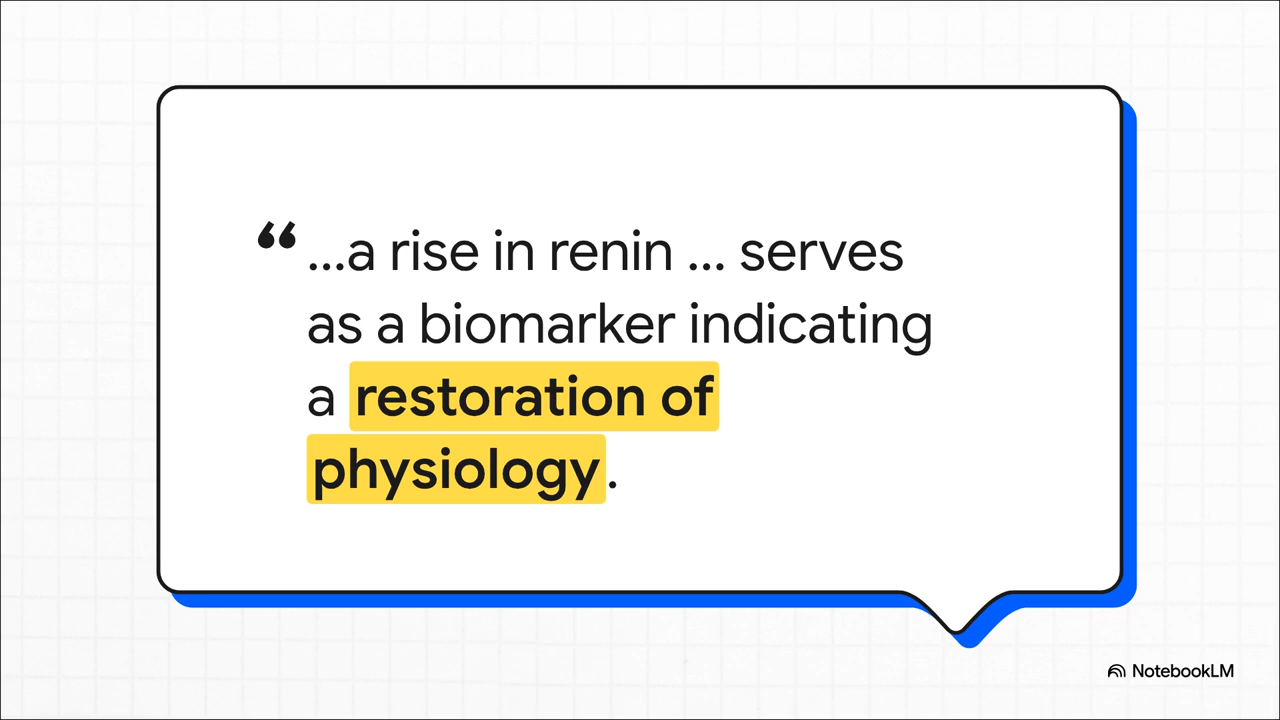 “ ...a rise in renin ... serves
as a biomarker indicating
a restoration of
physiology.
NotebookLM